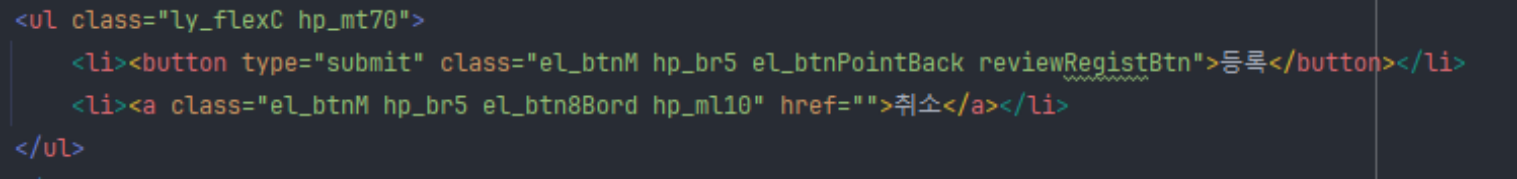 <ul class="ly_flexC hp_mt70">
<li><button type="submit" class="el_btnM hp_br5 el_btnPointBack reviewRegistBtn">등록</button></li>
<li><a class="el_btnM hp_br5 el_btn8Bord hp_ml10" href="">취소</a></li>
</ul>